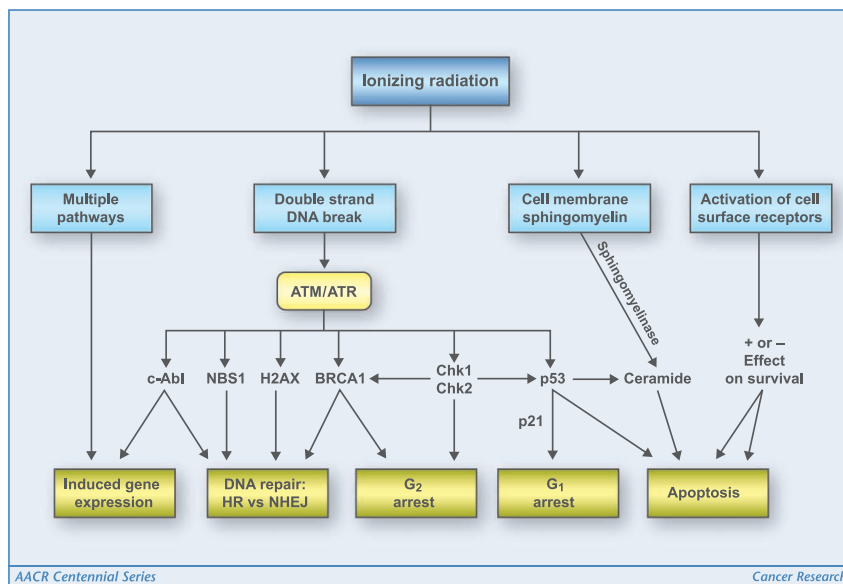 Ionizing radiation
Multiple
pathways
Double strand
DNA break
Cell membrane
sphingomyelin
Activation of cell
surface receptors
Sphingomyelinase
ATM/ATR
c-Abl
NBS1
H2AX
BRCA1
Chk1
Chk2
p53
Ceramide
+ or –
Effect
on survival
p21
Induced gene
expression
DNA repair:
HR vs NHEJ
G₂
arrest
G₁
arrest
Apoptosis
AACR Centennial Series
Cancer Research